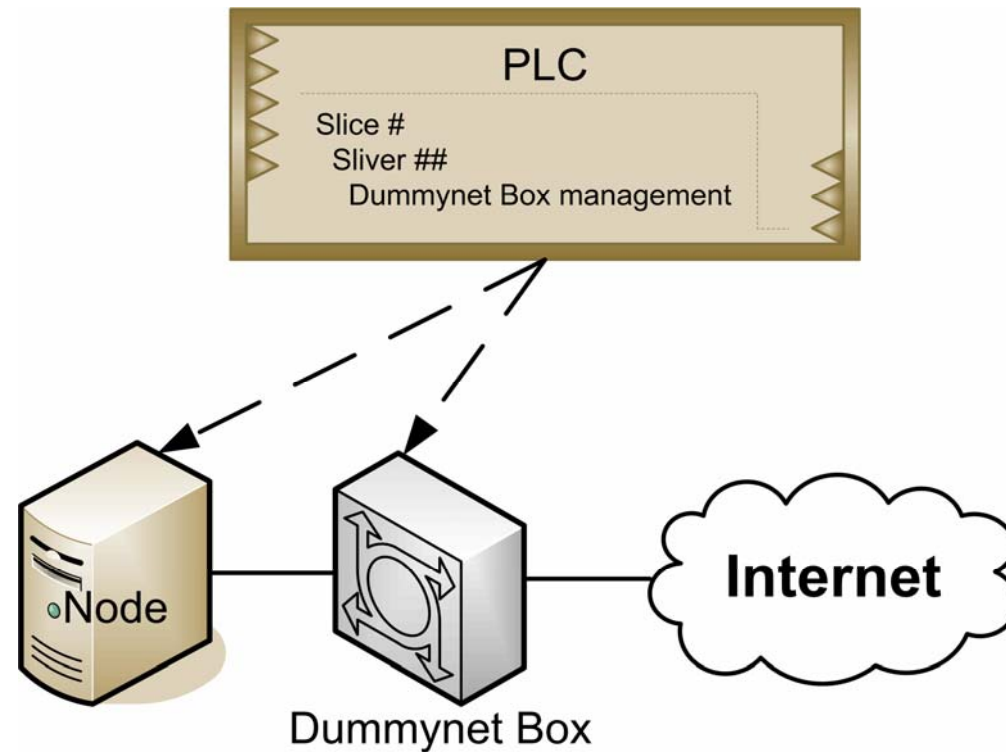 PLC
Slice #
Sliver ##
Dummynet Box management
Node
Internet
Dummynet Box